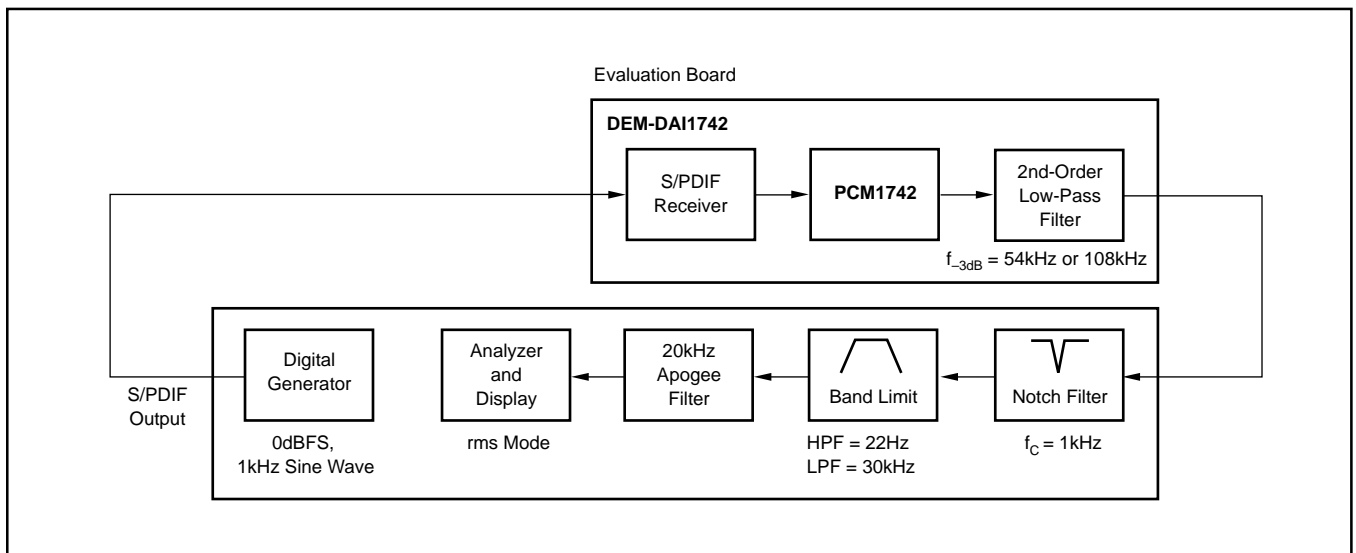 Evaluation Board
DEM-DAI1742
S/PDIF
Receiver
PCM1742
2nd-Order
Low-Pass
Filter
f–3dB = 54kHz or 108kHz
S/PDIF
Output
Digital
Generator
0dBFS,
1kHz Sine Wave
Analyzer
and
Display
rms Mode
20kHz
Apogee
Filter
Band Limit
HPF = 22Hz
LPF = 30kHz
Notch Filter
fC = 1kHz